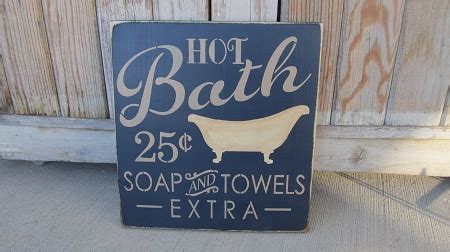 HOT
Bath
25¢
SOAP AND TOWELS
EXTRA